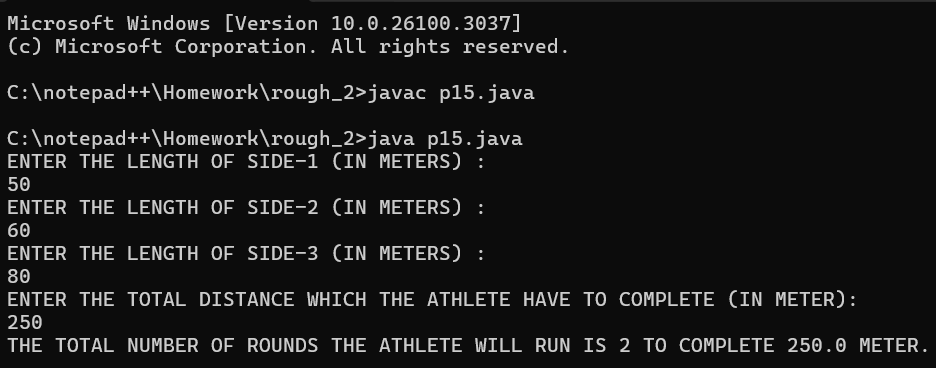 Microsoft Windows [Version 10.0.26100.3037]
(c) Microsoft Corporation. All rights reserved.
C:\notepad++\Homework\rough_2>javac p15.java
C:\notepad++\Homework\rough_2>java p15.java
ENTER THE LENGTH OF SIDE-1 (IN METERS) :
50
ENTER THE LENGTH OF SIDE-2 (IN METERS) :
60
ENTER THE LENGTH OF SIDE-3 (IN METERS) :
80
ENTER THE TOTAL DISTANCE WHICH THE ATHLETE HAVE TO COMPLETE (IN METER):
250
THE TOTAL NUMBER OF ROUNDS THE ATHLETE WILL RUN IS 2 TO COMPLETE 250.0 METER.